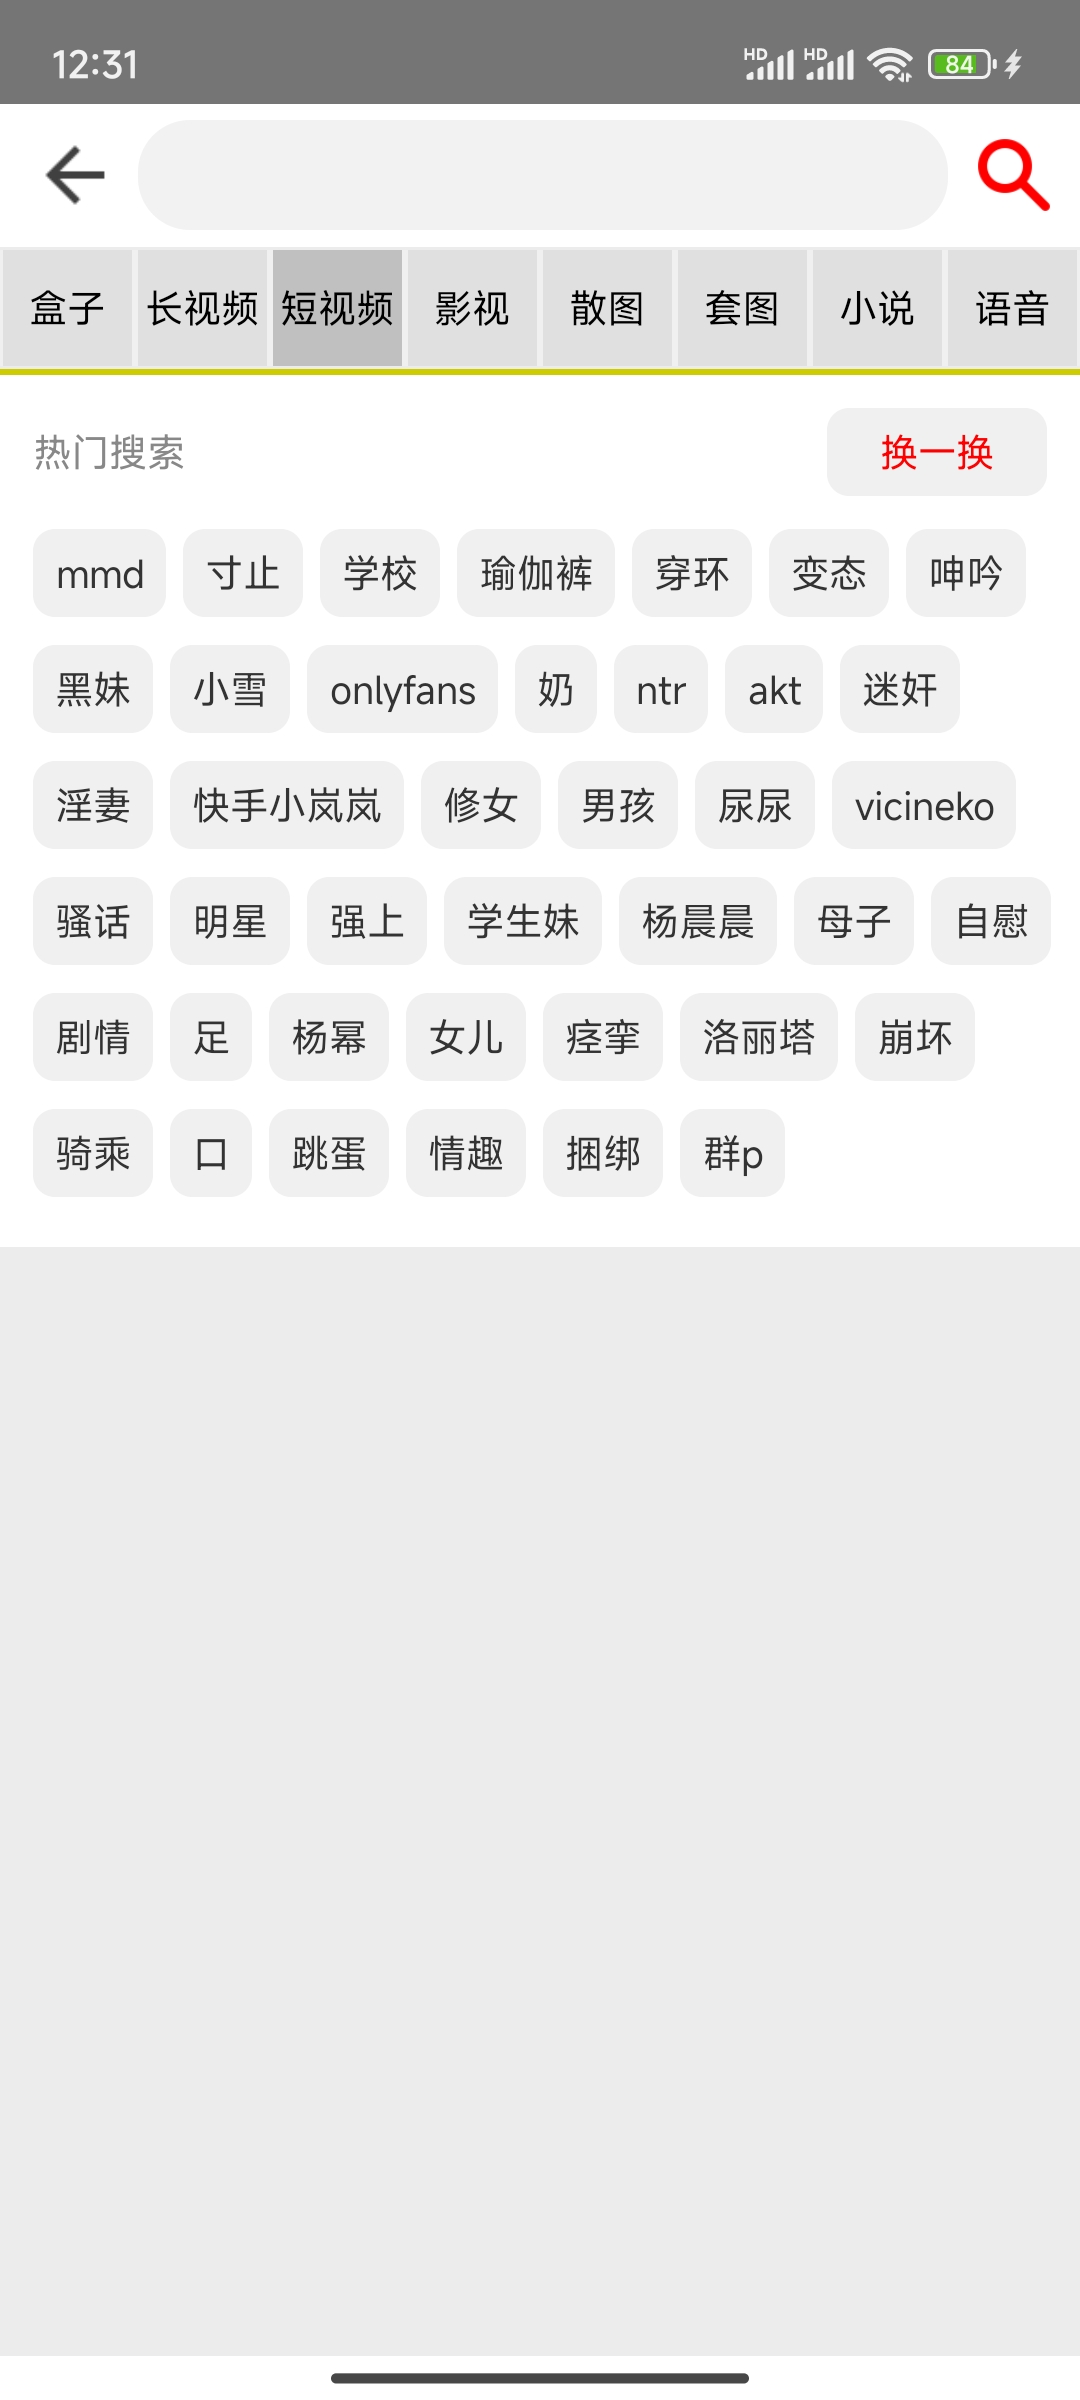 12:31 HD HD 84
盒子 长视频 短视频 影视 散图 套图 小说 语音
热门搜索 换一换
mmd 寸止 学校 瑜伽裤 穿环 变态 呻吟
黑妹 小雪 onlyfans 奶 ntr akt 迷奸
淫妻 快手小岚岚 修女 男孩 尿尿 vicineko
骚话 明星 强上 学生妹 杨晨晨 母子 自慰
剧情 足 杨幂 女儿 痉挛 洛丽塔 崩坏
骑乘 口 跳蛋 情趣 捆绑 群p